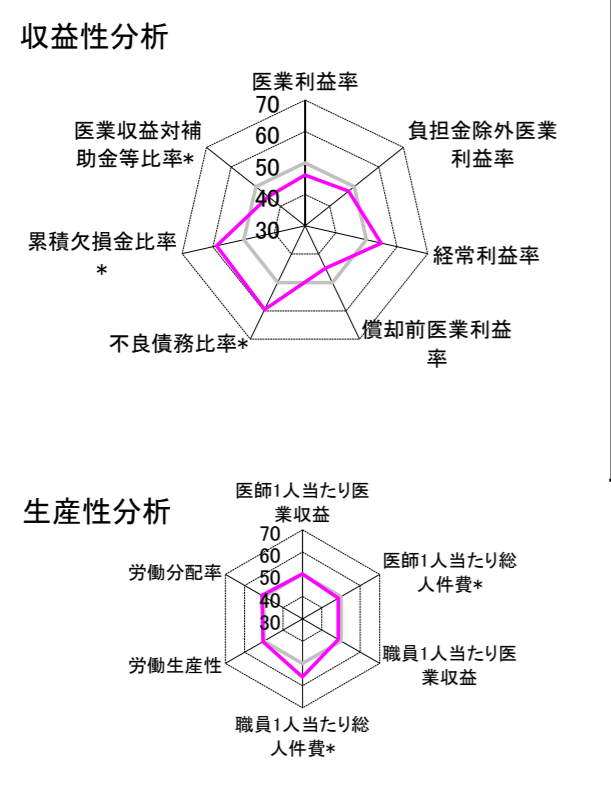 収益性分析
医業利益率
70
60
50
40
30
負担金除外医業
利益率
経常利益率
償却前医業利益
率
不良債務比率*
累積欠損金比率
*
医業収益対補
助金等比率*
生産性分析
医師1人当たり医
業収益
70
60
50
40
30
医師1人当たり総
人件費*
職員1人当たり医
業収益
職員1人当たり総
人件費*
労働生産性
労働分配率